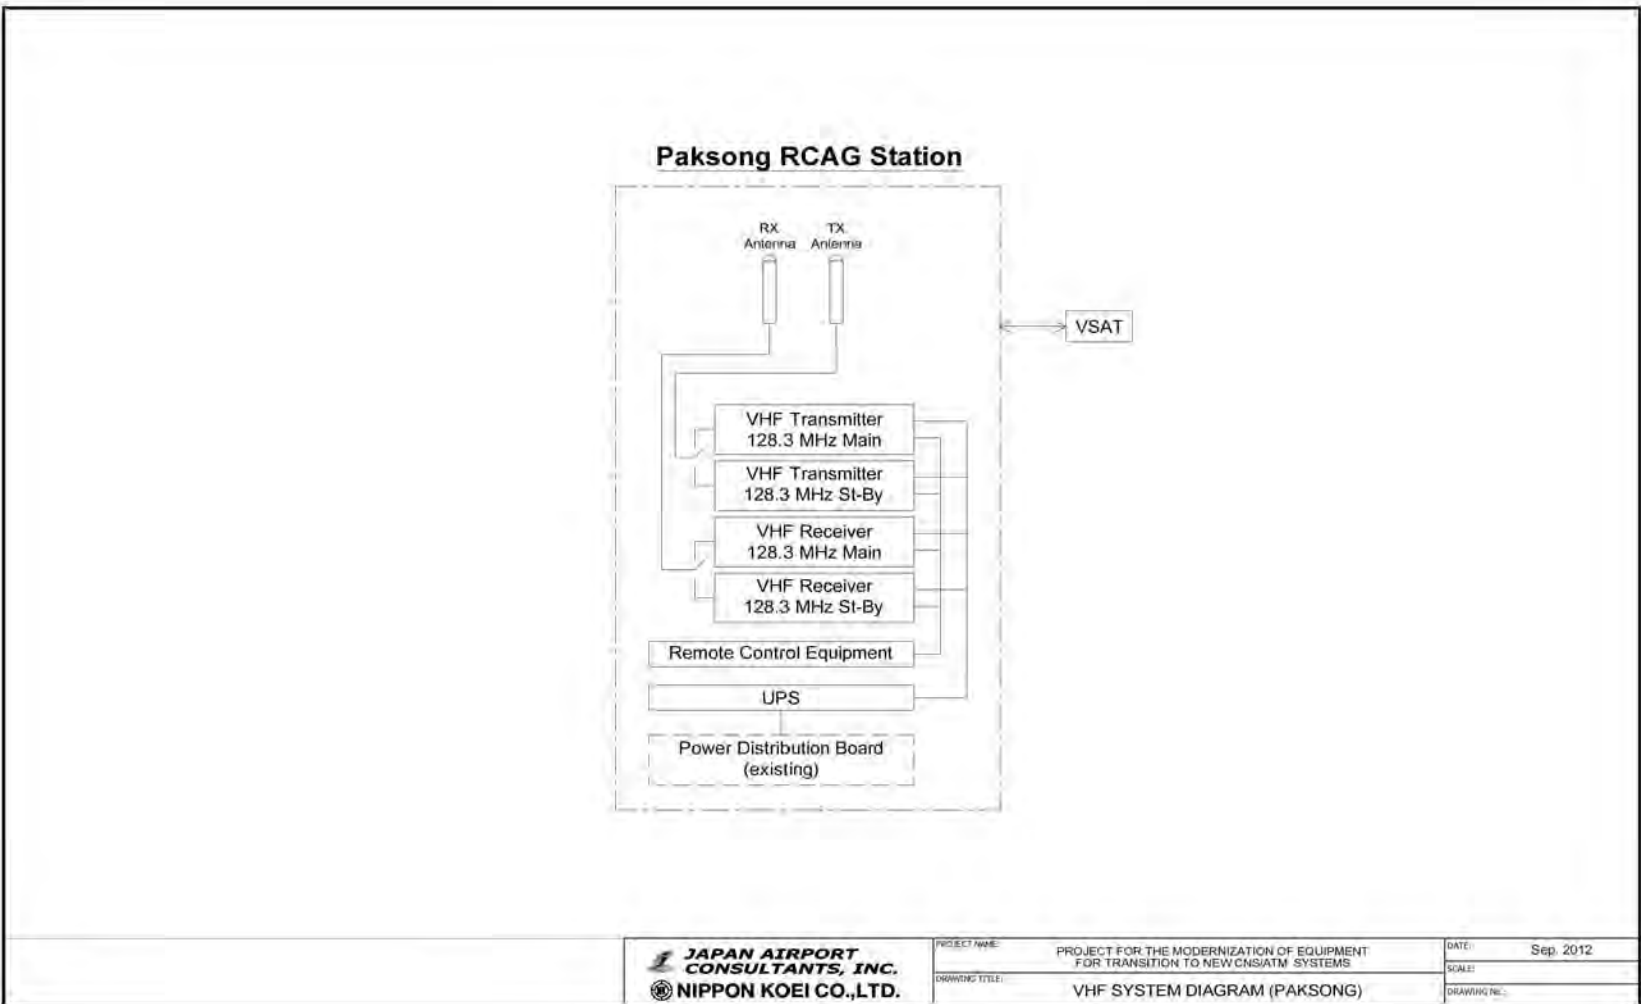 Paksong RCAG Station
RX
Antenna
TX
Antenna
VSAT
VHF Transmitter
128.3 MHz Main
VHF Transmitter
128.3 MHz St-By
VHF Receiver
128.3 MHz Main
VHF Receiver
128.3 MHz St-By
Remote Control Equipment
UPS
Power Distribution Board
(existing)
JAPAN AIRPORT
CONSULTANTS, INC.
NIPPON KOEI CO.,LTD.
PROJECT NAME:
PROJECT FOR THE MODERNIZATION OF EQUIPMENT
FOR TRANSITION TO NEW CNS/ATM SYSTEMS
DRAWING TITLE:
VHF SYSTEM DIAGRAM (PAKSONG)
DATE:
Sep. 2012
SCALE:
DRAWING No.: